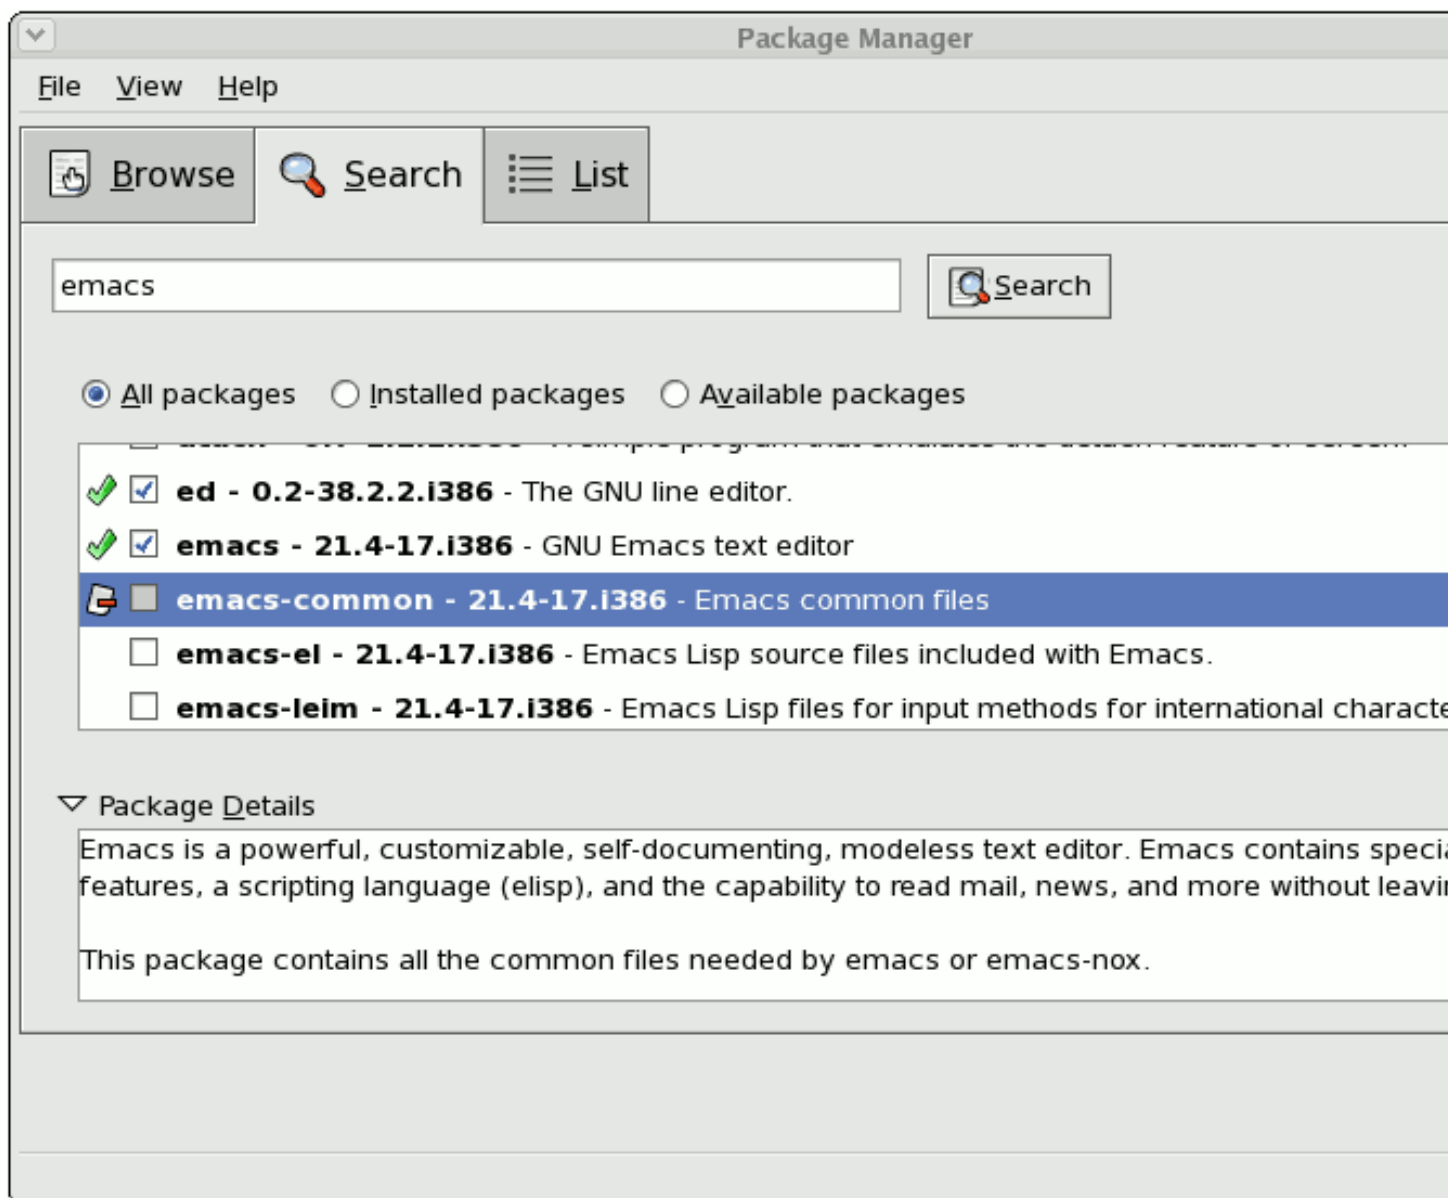 Package Manager
File View Help
Browse Search List
emacs Search
All packages Installed packages Available packages
ed - 0.2-38.2.2.i386 - The GNU line editor.
emacs - 21.4-17.i386 - GNU Emacs text editor
emacs-common - 21.4-17.i386 - Emacs common files
emacs-el - 21.4-17.i386 - Emacs Lisp source files included with Emacs.
emacs-leim - 21.4-17.i386 - Emacs Lisp files for input methods for international
Package Details
Emacs is a powerful, customizable, self-documenting, modeless text editor. Emacs contains
features, a scripting language (elisp), and the capability to read mail, news, and more without
This package contains all the common files needed by emacs or emacs-nox.